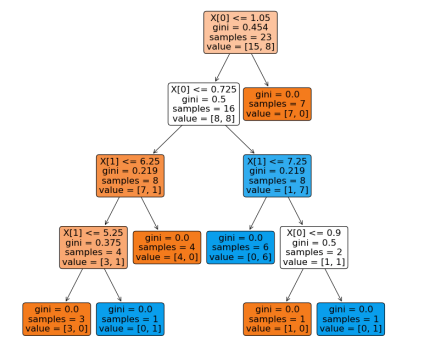 X[0] <= 1.05
gini = 0.454
samples = 23
value = [15, 8]
X[0] <= 0.725
gini = 0.5
samples = 16
value = [8, 8]
gini = 0.0
samples = 7
value = [7, 0]
X[1] <= 6.25
gini = 0.219
samples = 8
value = [7, 1]
X[1] <= 7.25
gini = 0.219
samples = 8
value = [1, 7]
X[1] <= 5.25
gini = 0.375
samples = 4
value = [3, 1]
gini = 0.0
samples = 4
value = [4, 0]
gini = 0.0
samples = 6
value = [0, 6]
X[0] <= 0.9
gini = 0.5
samples = 2
value = [1, 1]
gini = 0.0
samples = 3
value = [3, 0]
gini = 0.0
samples = 1
value = [0, 1]
gini = 0.0
samples = 1
value = [1, 0]
gini = 0.0
samples = 1
value = [0, 1]